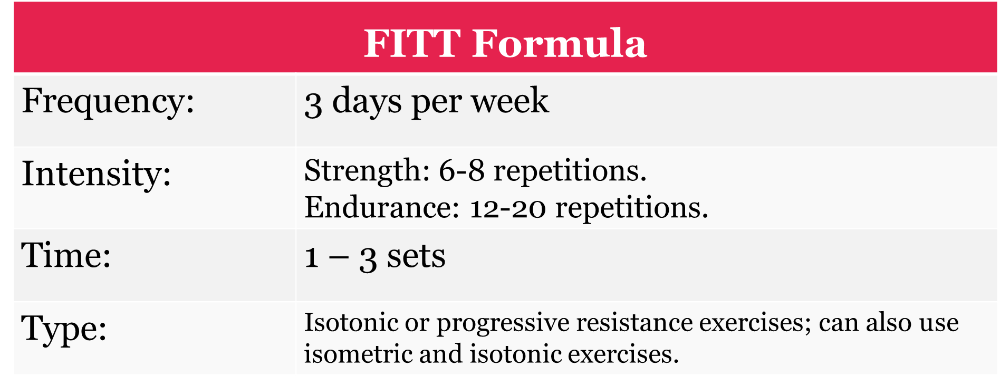 FITT Formula
Frequency:
3 days per week
Intensity:
Strength: 6-8 repetitions.
Endurance: 12-20 repetitions.
Time:
1 – 3 sets
Type:
Isotonic or progressive resistance exercises; can also use
isometric and isotonic exercises.